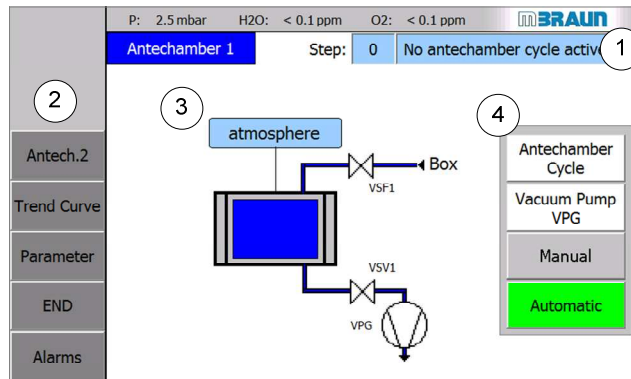 P: 2.5 mbar H2O: < 0.1 ppm O2: < 0.1 ppm MBRAUN
Antechamber 1 Step: 0 No antechamber cycle active
1
2
3
4
atmosphere
Antech.2
Trend Curve
Parameter
END
Alarms
Box
VSF1
VSV1
VPG
Antechamber
Cycle
Vacuum Pump
VPG
Manual
Automatic